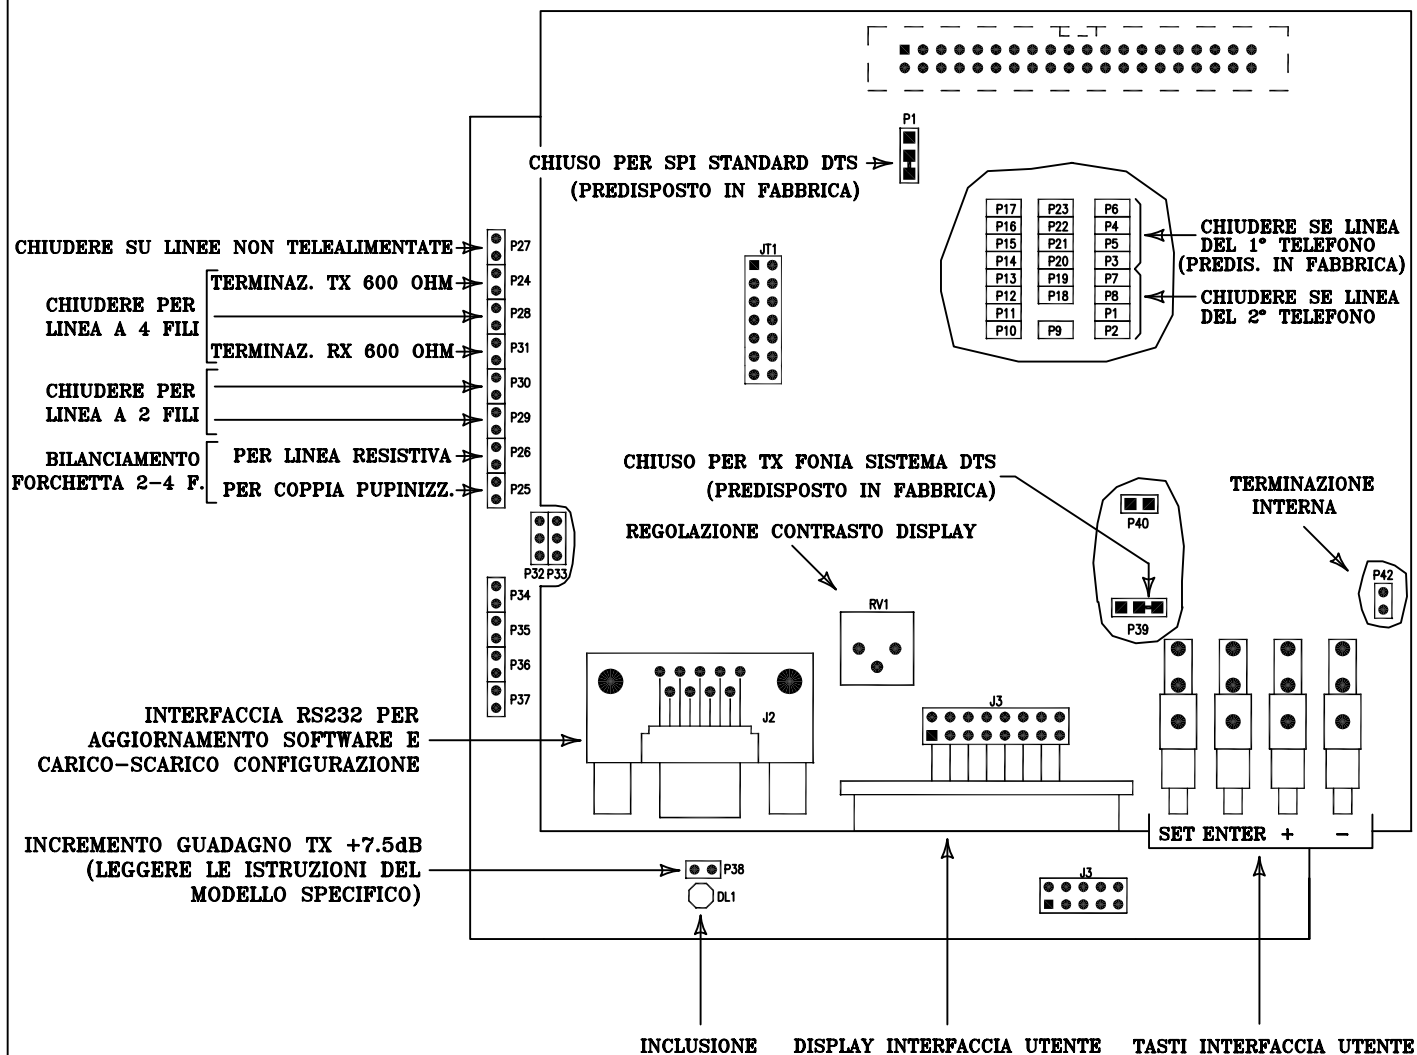 P1
CHIUSO PER SPI STANDARD DTS
(PREDISPOSTO IN FABBRICA)
P17 P23 P6
P16 P22 P4
P15 P21 P5
P14 P20 P3
P13 P19 P7
P12 P18 P8
P11 P1
P10 P9 P2
CHIUDERE SE LINEA
DEL 1° TELEFONO
(PREDIS. IN FABBRICA)
CHIUDERE SE LINEA
DEL 2° TELEFONO
JT1
CHIUDERE SU LINEE NON TELEALIMENTATE
P27
TERMINAZ. TX 600 OHM
P24
CHIUDERE PER
LINEA A 4 FILI
P28
TERMINAZ. RX 600 OHM
P31
CHIUDERE PER
LINEA A 2 FILI
P30
P29
BILANCIAMENTO
FORCHETTA 2-4 F.
PER LINEA RESISTIVA
P26
PER COPPIA PUPINIZZ.
P25
CHIUSO PER TX FONIA SISTEMA DTS
(PREDISPOSTO IN FABBRICA)
REGOLAZIONE CONTRASTO DISPLAY
TERMINAZIONE
INTERNA
P40
P42
P39
P32 P33
P34
P35
P36
P37
RV1
J2
J3
INTERFACCIA RS232 PER
AGGIORNAMENTO SOFTWARE E
CARICO-SCARICO CONFIGURAZIONE
SET ENTER + -
INCREMENTO GUADAGNO TX +7.5dB
(LEGGERE LE ISTRUZIONI DEL
MODELLO SPECIFICO)
P38
DL1
J3
INCLUSIONE
DISPLAY INTERFACCIA UTENTE
TASTI INTERFACCIA UTENTE